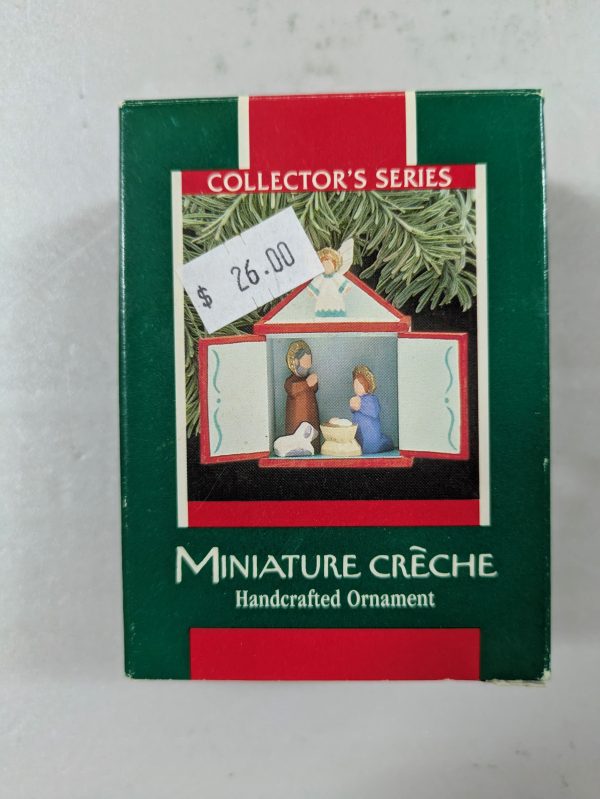 COLLECTOR'S SERIES
$ 26.00
MINIATURE CRÈCHE
Handcrafted Ornament